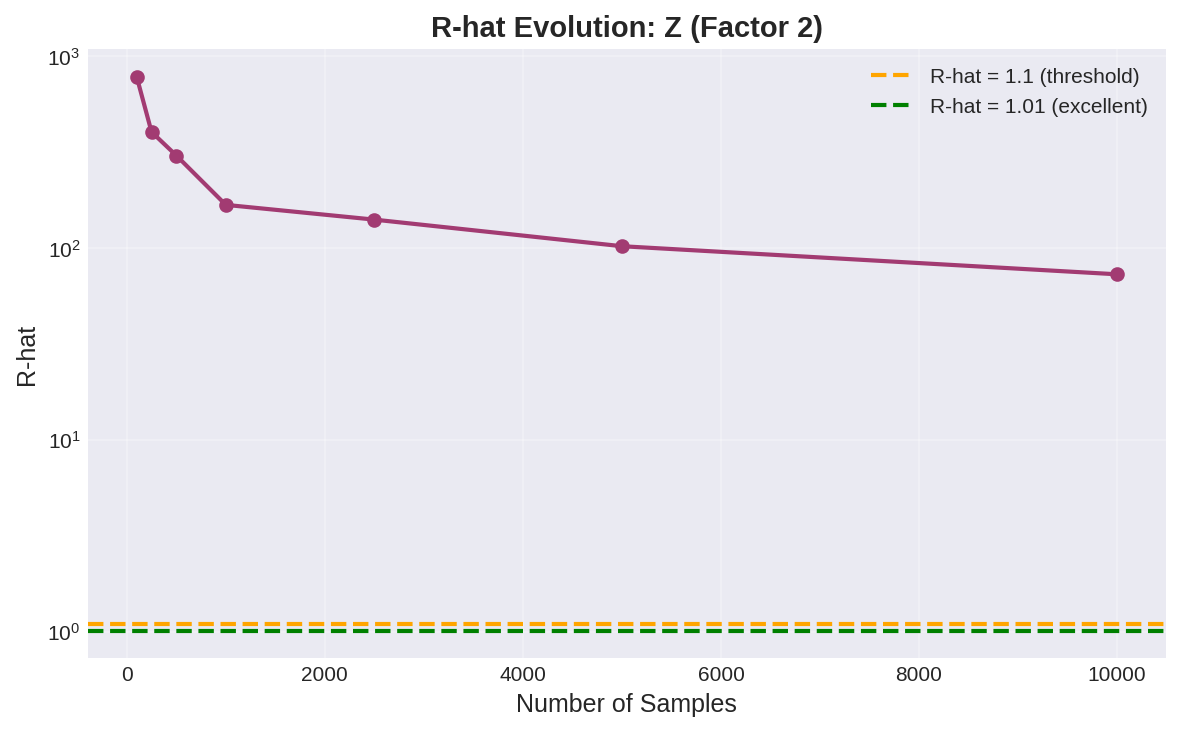 R-hat Evolution: Z (Factor 2)
R-hat = 1.1 (threshold)
R-hat = 1.01 (excellent)
10³
10²
10¹
10⁰
R-hat
0 2000 4000 6000 8000 10000
Number of Samples